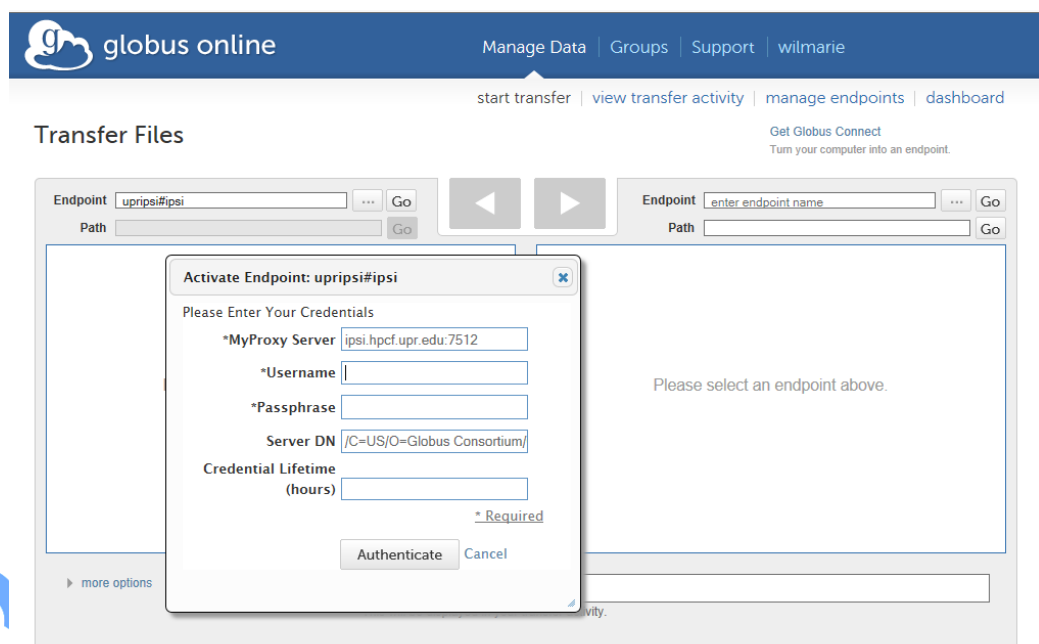 globus online
Manage Data Groups Support wilmarie
start transfer view transfer activity manage endpoints dashboard
Transfer Files
Get Globus Connect
Turn your computer into an endpoint.
Endpoint upripsi#ipsi ... Go
Path Go
Endpoint enter endpoint name ... Go
Path Go
Activate Endpoint: upripsi#ipsi
Please Enter Your Credentials
*MyProxy Server ipsi.hpcf.upr.edu:7512
*Username
*Passphrase
Server DN /C=US/O=Globus Consortium/
Credential Lifetime
(hours)
* Required
Authenticate Cancel
Please select an endpoint above.
more options